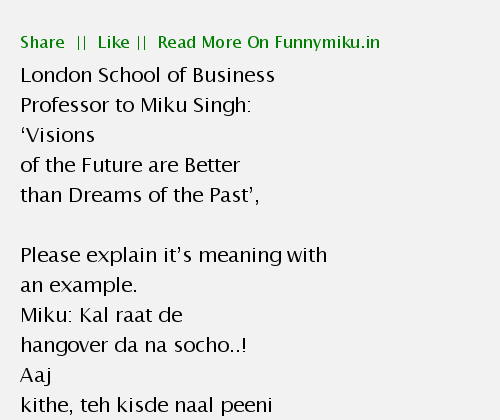 Share || Like || Read More On Funnymiku.in
London School of Business
Professor to Miku Singh:
‘Visions
of the Future are Better
than Dreams of the Past’,
Please explain it’s meaning with
an example.
Miku: Kal raat de
hangover da na socho..!
Aaj
kithe, teh kisde naal peeni